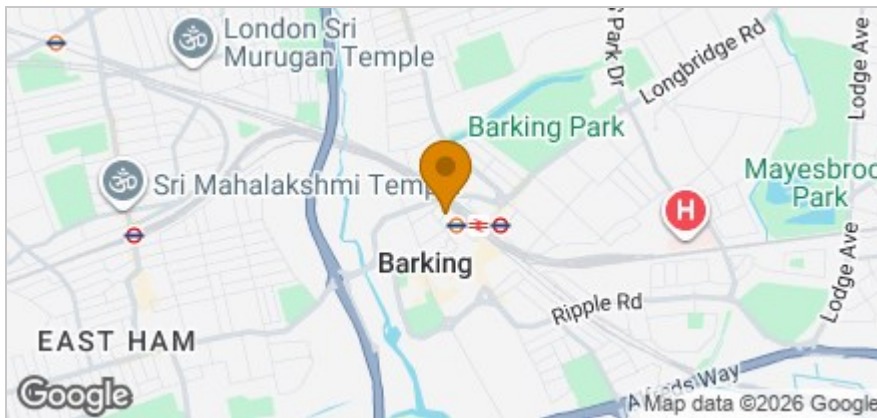 London Sri
Murugan Temple
S Park Dr
Longbridge Rd
Lodge Ave
Barking Park
Mayesbrook
Park
Sri Mahalakshmi Temp
H
Barking
Ripple Rd
Lodge Ave
EAST HAM
Way
Google
Map data ©2026 Google